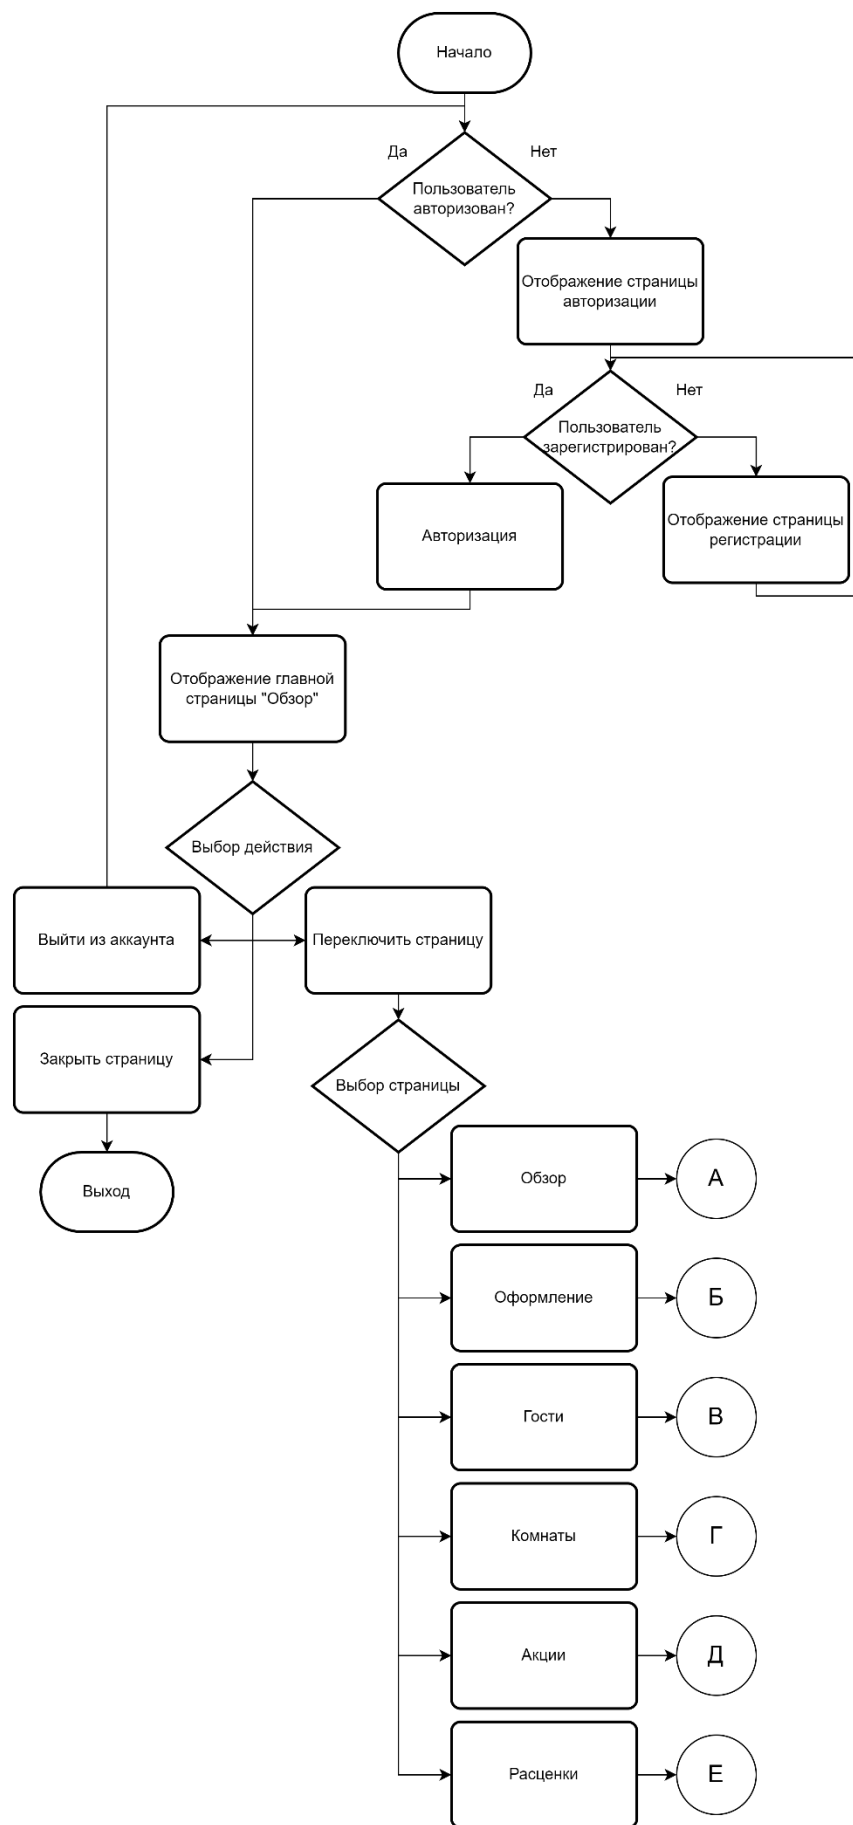 Начало
Да
Нет
Пользователь
авторизован?
Отображение страницы
авторизации
Да
Нет
Пользователь
зарегистрирован?
Авторизация
Отображение страницы
регистрации
Отображение главной
страницы "Обзор"
Выбор действия
Выйти из аккаунта
Переключить страницу
Закрыть страницу
Выбор страницы
Выход
Обзор
А
Оформление
Б
Гости
В
Комнаты
Г
Акции
Д
Расценки
Е